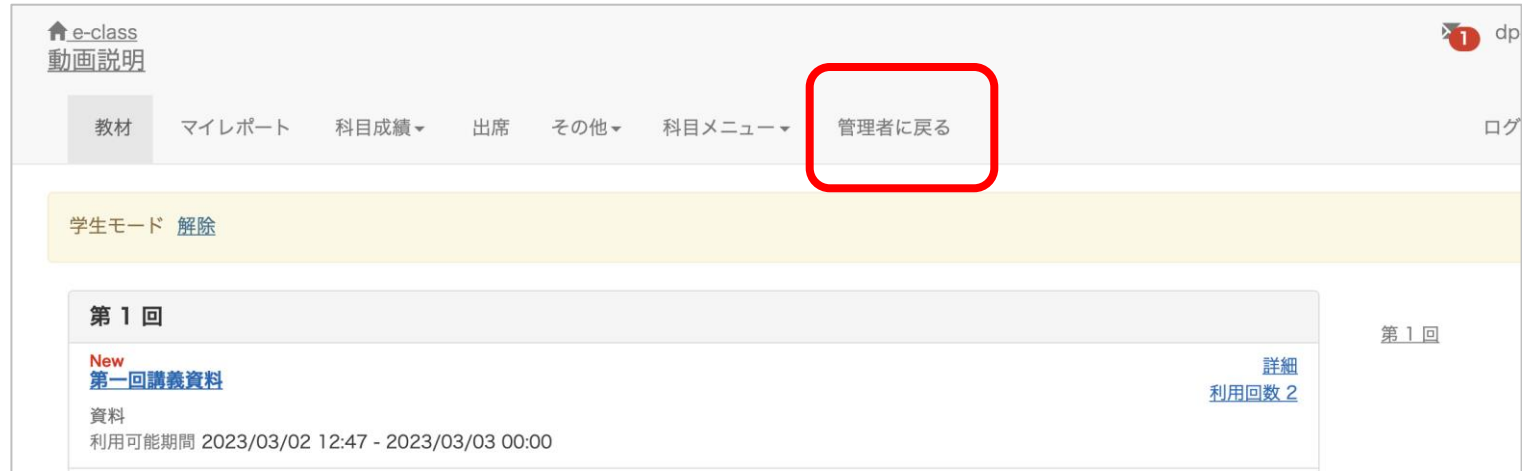 e-class
1 dp
動画説明
教材 マイレポート 科目成績 出席 その他 科目メニュー 管理者に戻る ログ
学生モード 解除
第 1 回
第 1 回
New
第一回講義資料
詳細
利用回数 2
資料
利用可能期間 2023/03/02 12:47 - 2023/03/03 00:00